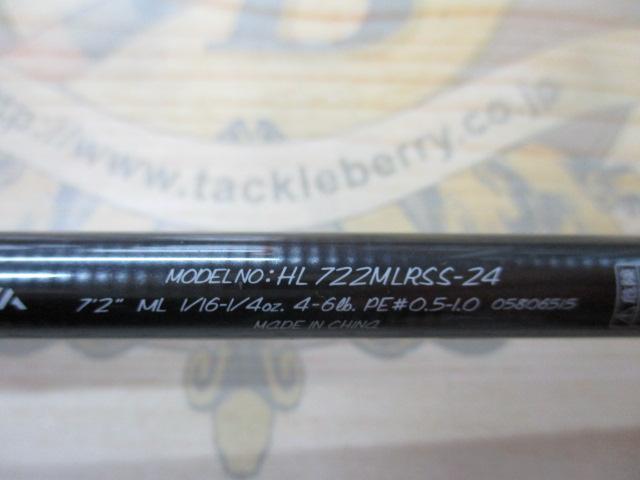 B
http://www.tackleberry.co.jp
MODEL NO: HL 722MLRSS-24
7'2" ML 1/16-1/4oz. 4-6lb. PE#0.5-1.0 05806515
MADE IN CHINA